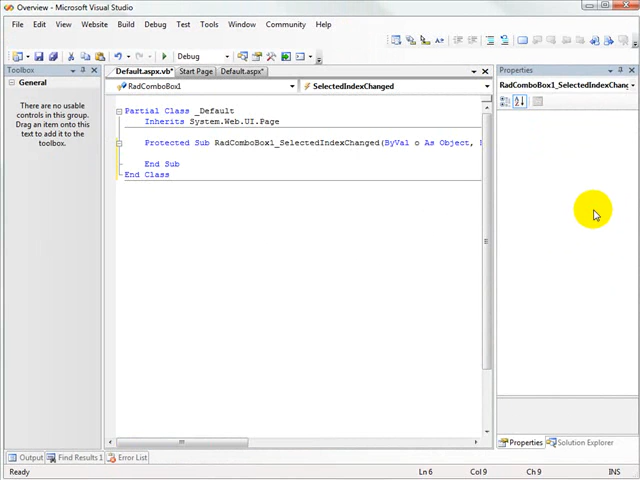 Overview - Microsoft Visual Studio
File Edit View Website Build Debug Test Tools Window Community Help
Debug
Toolbox
General
There are no usable
controls in this group.
Drag an item onto this
text to add it to the
toolbox.
Default.aspx.vb* Start Page Default.aspx*
RadComboBox1 SelectedIndexChanged
Partial Class _Default
Inherits System.Web.UI.Page
Protected Sub RadComboBox1_SelectedIndexChanged(ByVal o As Object,
End Sub
End Class
Properties
RadComboBox1_SelectedIndexChang
Properties Solution Explorer
Output Find Results 1 Error List
Ready Ln 6 Col 9 Ch 9 INS